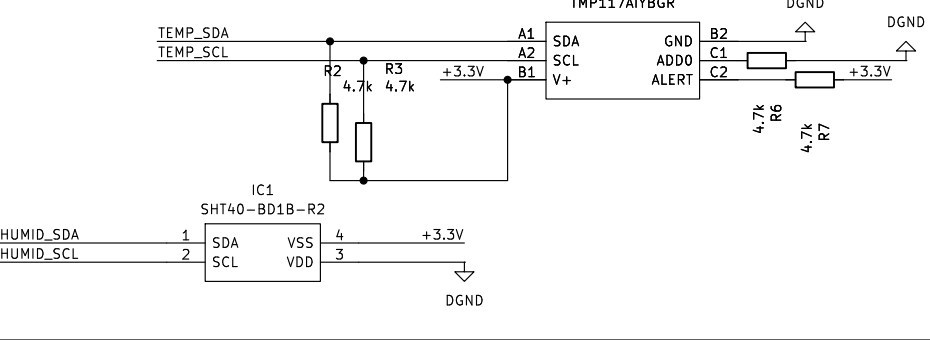 TMP117AIYBGR
DGND
DGND
TEMP_SDA
A1
SDA
GND
B2
TEMP_SCL
A2
SCL
ADD0
C1
R2
4.7k
R3
4.7k
+3.3V
B1
V+
ALERT
C2
+3.3V
4.7k
R6
4.7k
R7
IC1
SHT40-BD1B-R2
HUMID_SDA
1
SDA
VSS
4
+3.3V
HUMID_SCL
2
SCL
VDD
3
DGND